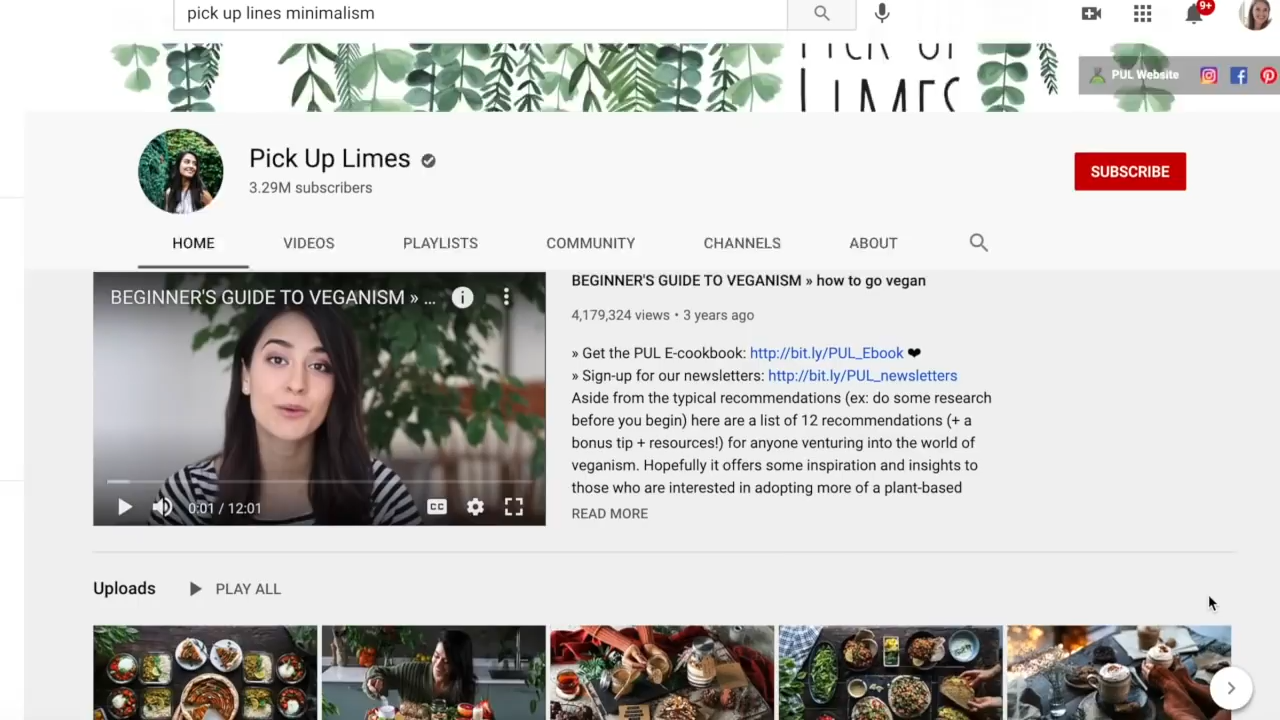 pick up lines minimalism
9+
PICK UP
LIMES
PUL Website
Pick Up Limes
3.29M subscribers
SUBSCRIBE
HOME VIDEOS PLAYLISTS COMMUNITY CHANNELS ABOUT
BEGINNER'S GUIDE TO VEGANISM » ...
0:01 / 12:01
CC
BEGINNER'S GUIDE TO VEGANISM » how to go vegan
4,179,324 views • 3 years ago
» Get the PUL E-cookbook: http://bit.ly/PUL_Ebook ❤
» Sign-up for our newsletters: http://bit.ly/PUL_newsletters
Aside from the typical recommendations (ex: do some research
before you begin) here are a list of 12 recommendations (+ a
bonus tip + resources!) for anyone venturing into the world of
veganism. Hopefully it offers some inspiration and insights to
those who are interested in adopting more of a plant-based
READ MORE
Uploads PLAY ALL